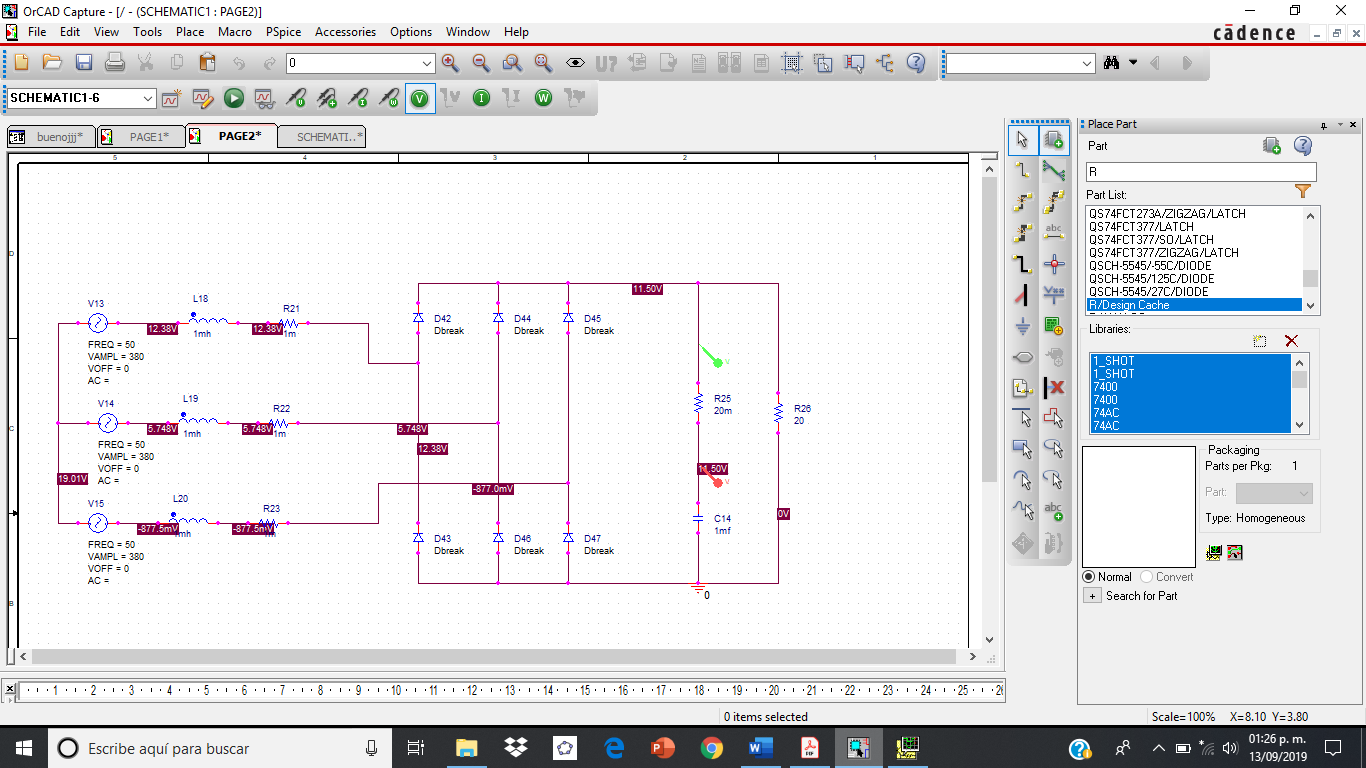 OrCAD Capture - [/ - (SCHEMATIC1 : PAGE2)]
File Edit View Tools Place Macro PSpice Accessories Options Window Help
cādence
0
U?
SCHEMATIC1-6
V I W
buenojjj* PAGE1* PAGE2* SCHEMATI..*
5 4 3 2 1
D
C
B
11.50V
V13
L18
R21
12.38V
12.38V
1mh
1m
FREQ = 50
VAMPL = 380
VOFF = 0
AC =
D42
Dbreak
D44
Dbreak
D45
Dbreak
V
R25
20m
R26
20
V14
L19
R22
5.748V
5.748V
5.748V
1mh
1m
12.38V
FREQ = 50
VAMPL = 380
VOFF = 0
AC =
19.01V
11.50V
V
-877.0mV
V15
L20
R23
-877.5mV
-877.5mV
FREQ = 50
VAMPL = 380
VOFF = 0
AC =
0V
C14
1mf
D43
Dbreak
D46
Dbreak
D47
Dbreak
0
abc
abc
Place Part
Part
R
Part List:
QS74FCT273A/ZIGZAG/LATCH
QS74FCT377/LATCH
QS74FCT377/SO/LATCH
QS74FCT377/ZIGZAG/LATCH
QSCH-5545/-55C/DIODE
QSCH-5545/125C/DIODE
QSCH-5545/27C/DIODE
R/Design Cache
Libraries:
1_SHOT
1_SHOT
7400
7400
74AC
74AC
Packaging
Parts per Pkg: 1
Part:
Type: Homogeneous
Normal Convert
+ Search for Part
1 2 3 4 5 6 7 8 9 10 11 12 13 14 15 16 17 18 19 20 21 22 23 24 25
0 items selected
Scale=100% X=8.10 Y=3.80
Escribe aquí para buscar
01:26 p. m.
13/09/2019